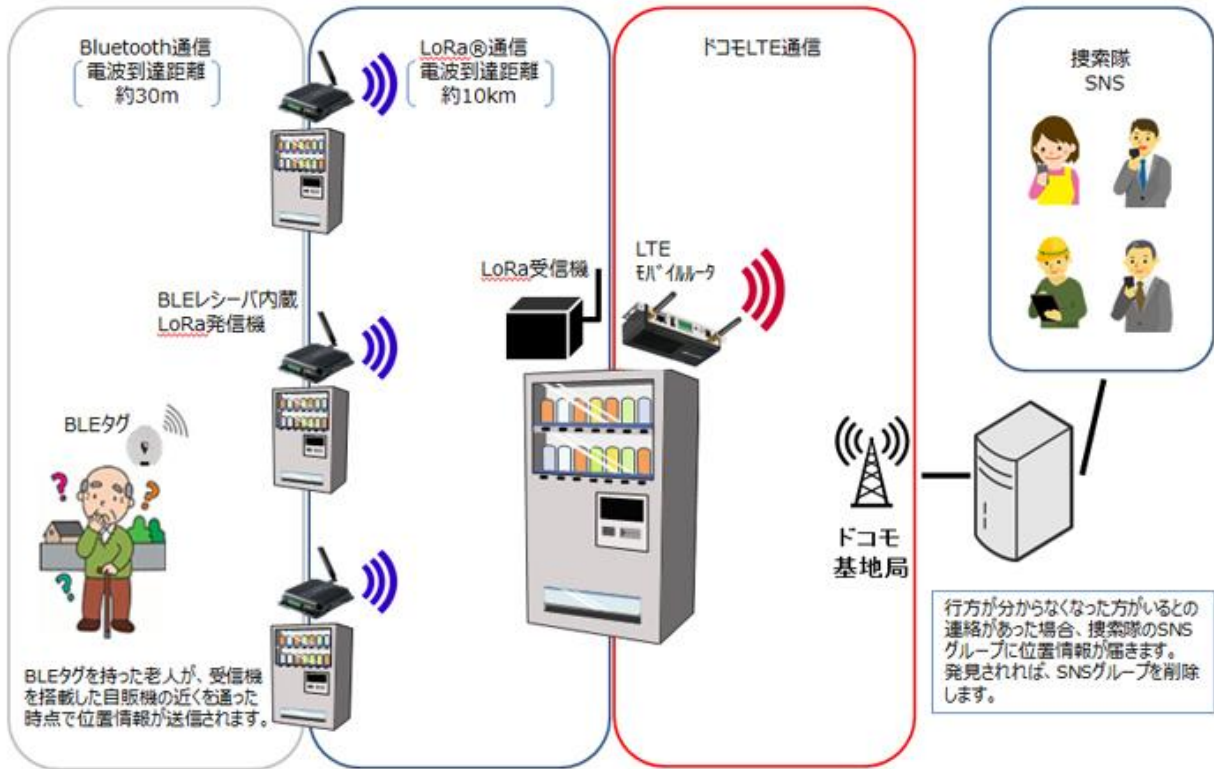 Bluetooth通信
電波到達距離
約30m
LoRa®通信
電波到達距離
約10km
ドコモLTE通信
捜索隊
SNS
LoRa受信機
LTE
モバイルルータ
BLEレシーバ内蔵
LoRa発信機
BLEタグ
ドコモ
基地局
BLEタグを持った老人が、受信機
を搭載した自販機の近くを通った
時点で位置情報が送信されます。
行方が分からなくなった方がいるとの
連絡があった場合、捜索隊のSNS
グループに位置情報が届きます。
発見されれば、SNSグループを削除
します。